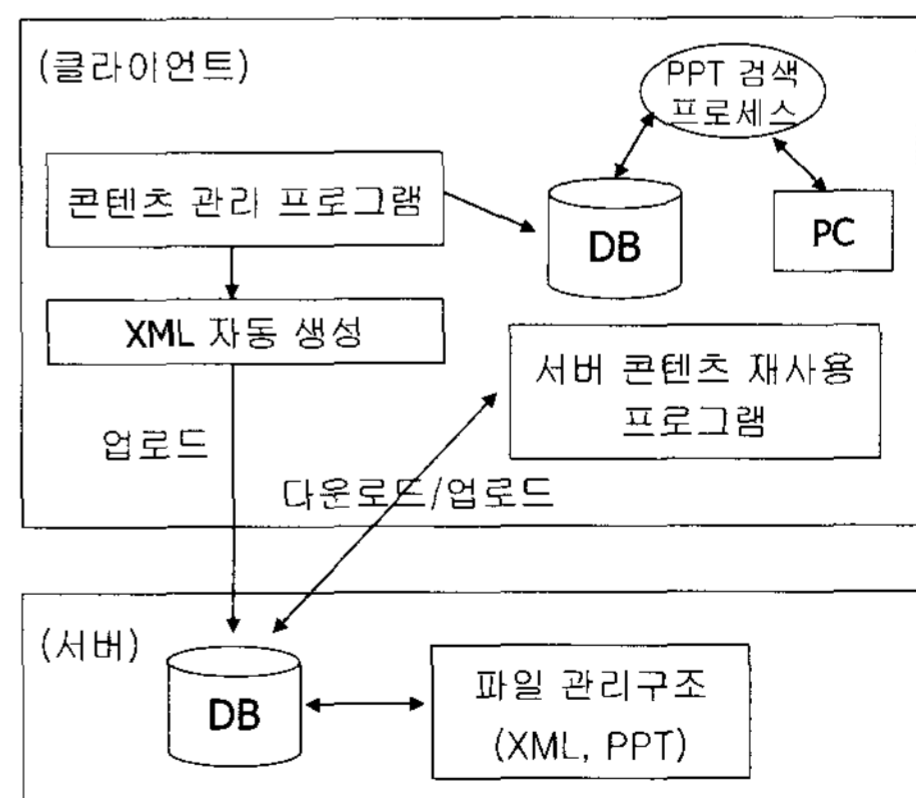 (클라이언트)
PPT 검색
프로세스
콘텐츠 관리 프로그램
DB
PC
XML 자동 생성
서버 콘텐츠 재사용
프로그램
업로드
다운로드/업로드
(서버)
DB
파일 관리구조
(XML, PPT)